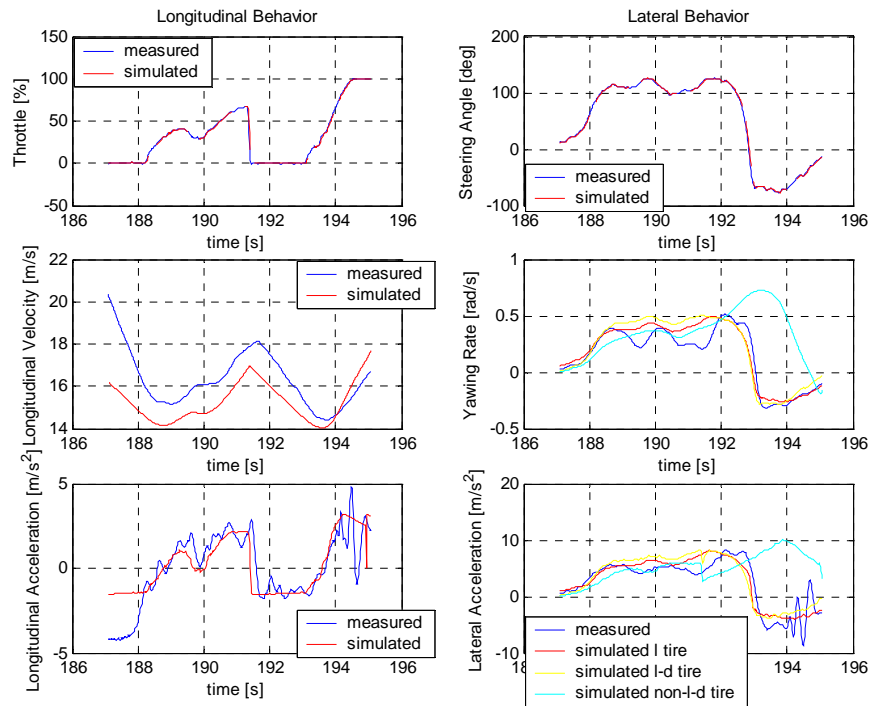 Longitudinal Behavior
150
100
50
0
-50
Throttle [%]
measured
simulated
186 188 190 192 194 196
time [s]
Lateral Behavior
200
100
0
-100
Steering Angle [deg]
measured
simulated
186 188 190 192 194 196
time [s]
22
20
18
16
14
Longitudinal Velocity [m/s]
measured
simulated
186 188 190 192 194 196
time [s]
1
0.5
0
-0.5
Yawing Rate [rad/s]
186 188 190 192 194 196
time [s]
5
0
-5
Longitudinal Acceleration [m/s²]
measured
simulated
186 188 190 192 194 196
time [s]
20
10
0
-10
Lateral Acceleration [m/s²]
measured
simulated l tire
simulated l-d tire
simulated non-l-d tire
194 196